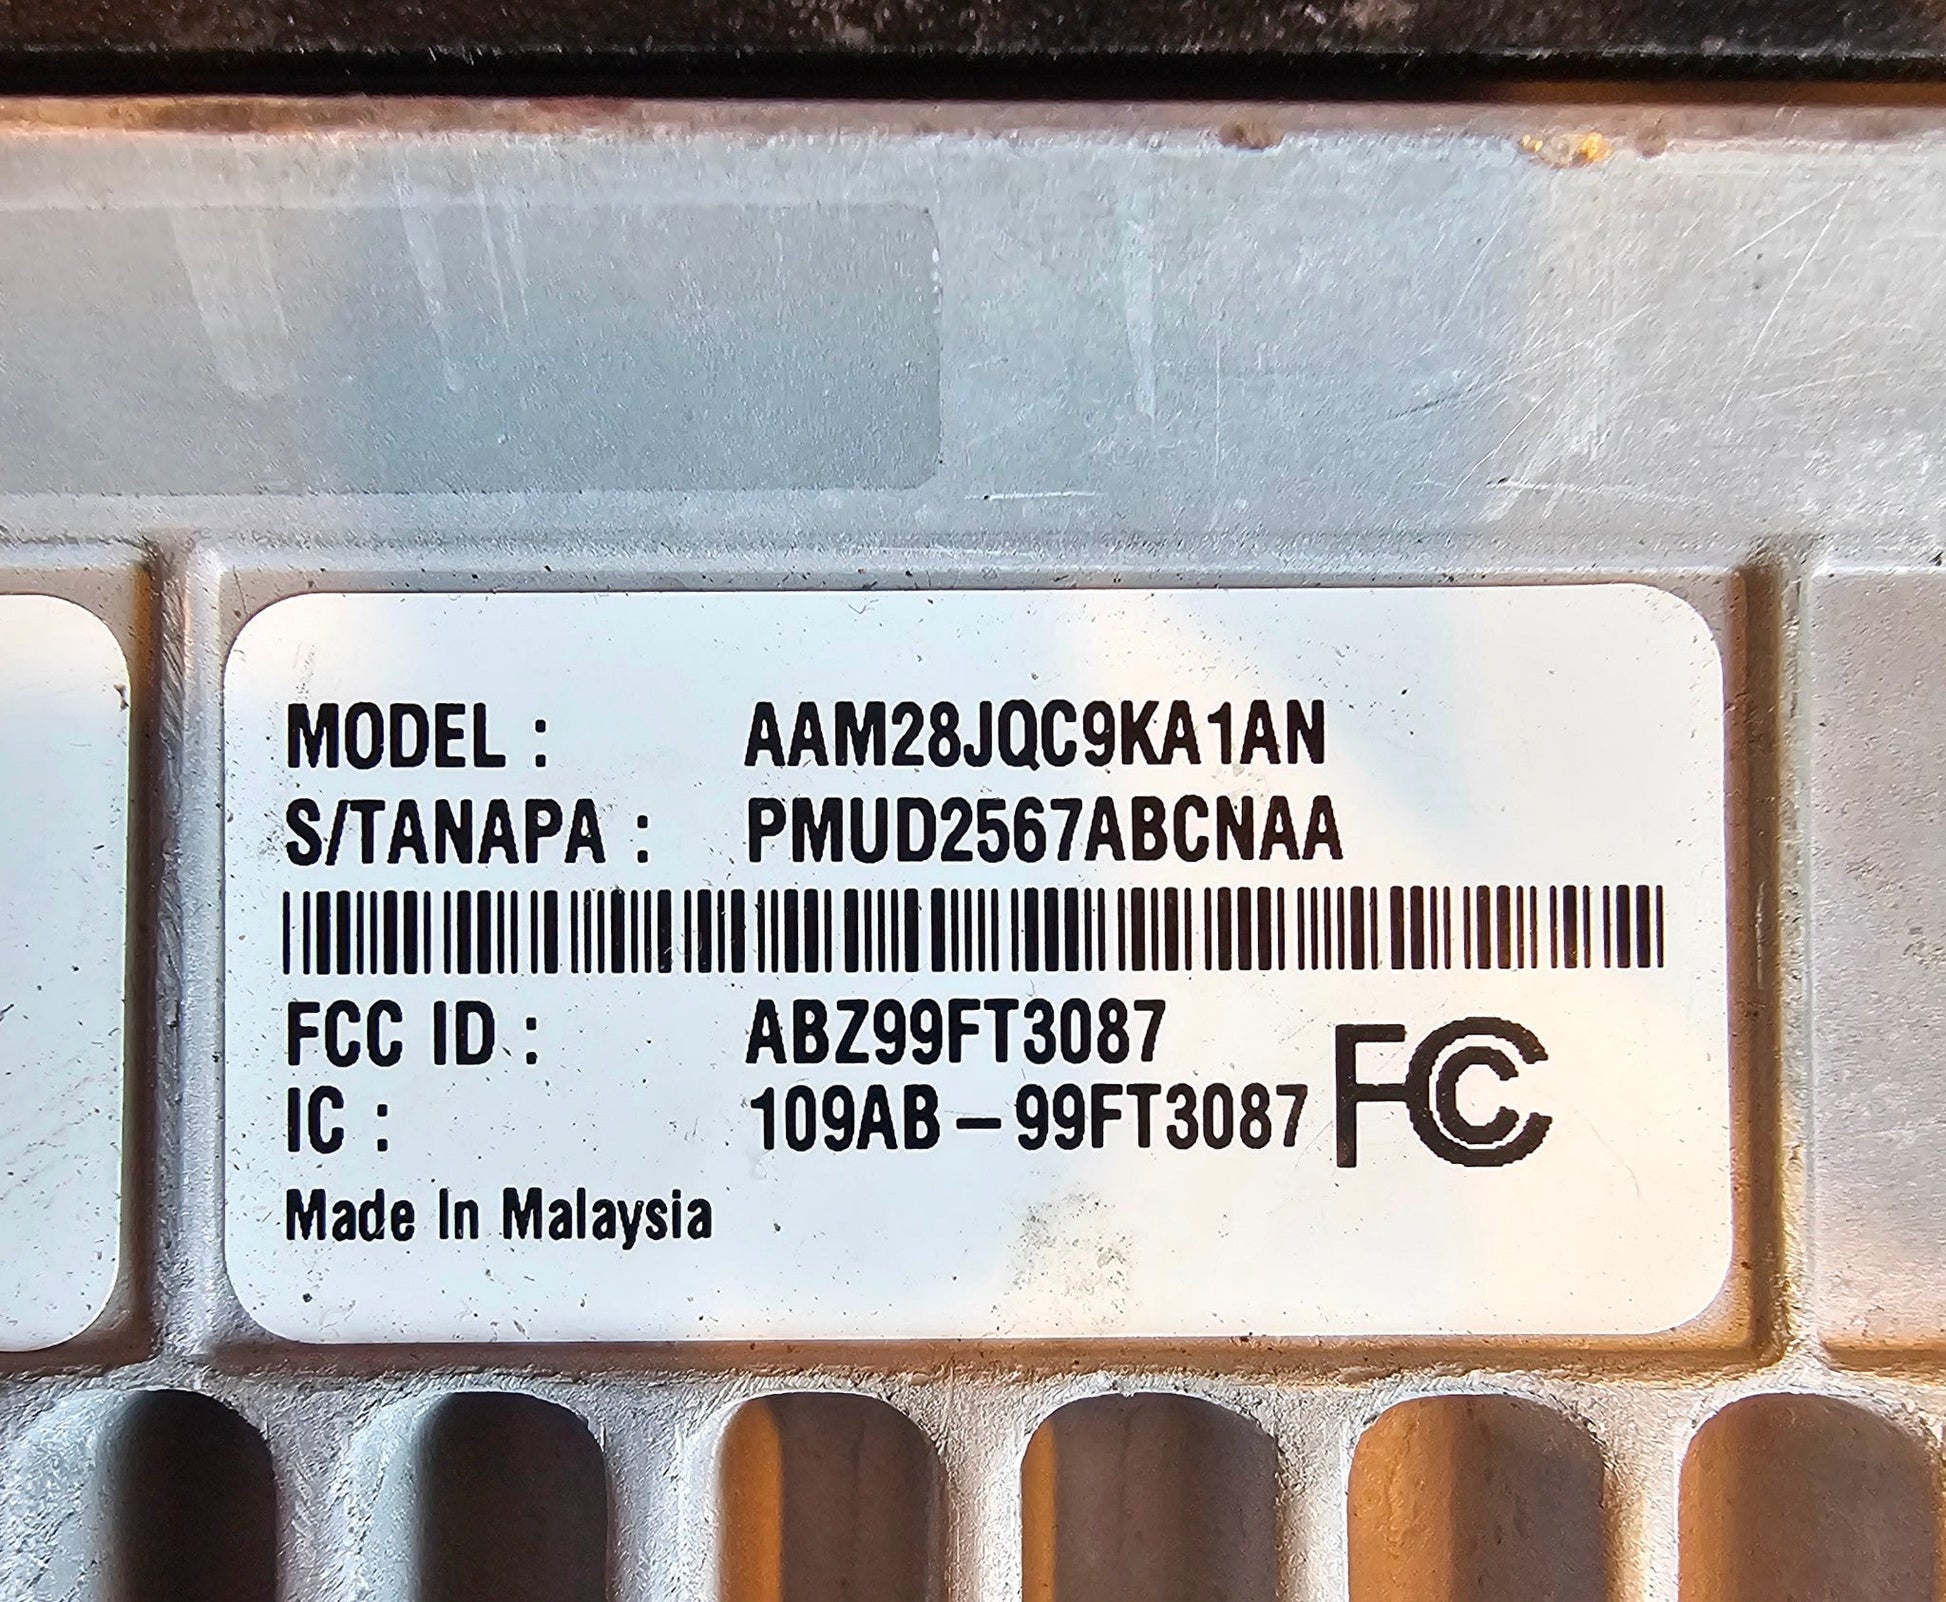 MODEL : AAM28JQC9KA1AN
S/TANAPA : PMUD2567ABCNAA
FCC ID : ABZ99FT3087
IC : 109AB – 99FT3087
FC
Made In Malaysia